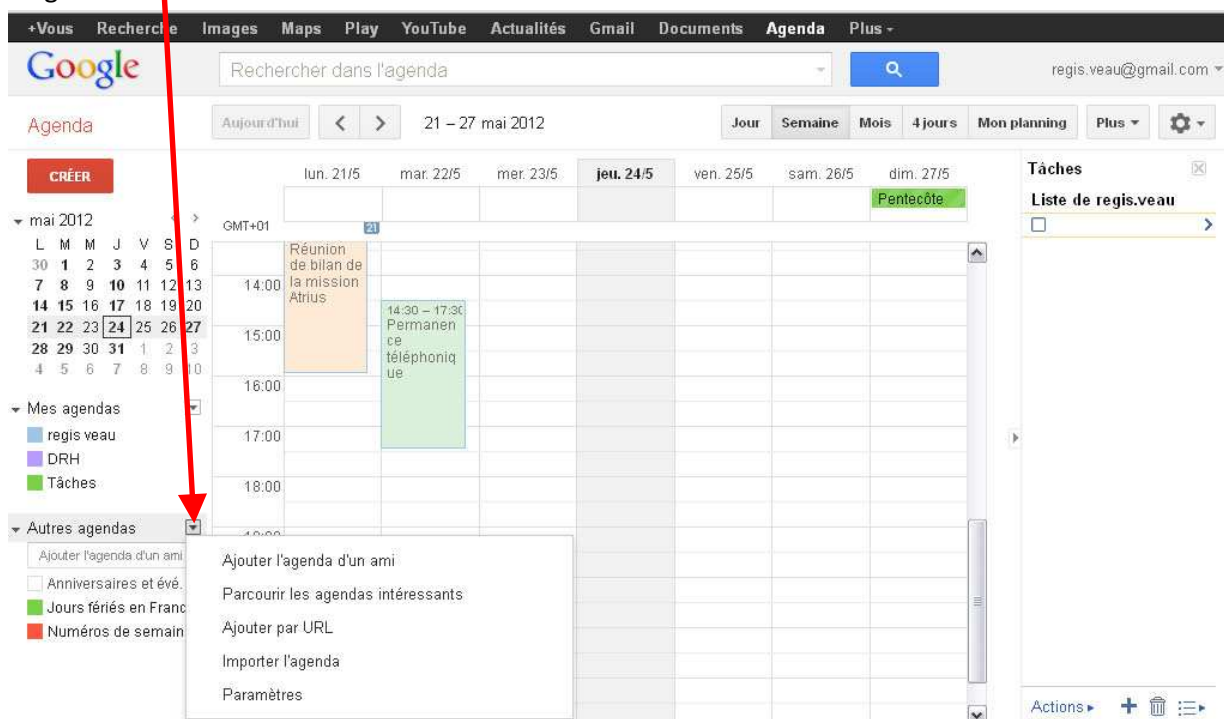 +Vous Recherche Images Maps Play YouTube Actualités Gmail Documents Agenda Plus
Google Rechercher dans l'agenda regis.veau@gmail.com
Agenda Aujourd'hui 21 – 27 mai 2012 Jour Semaine Mois 4 jours Mon planning Plus
CRÉER
lun. 21/5 mar. 22/5 mer. 23/5 jeu. 24/5 ven. 25/5 sam. 26/5 dim. 27/5
Pentecôte
Tâches
Liste de regis.veau
mai 2012
L M M J V S D
30 1 2 3 4 5 6
7 8 9 10 11 12 13
14 15 16 17 18 19 20
21 22 23 24 25 26 27
28 29 30 31 1 2 3
4 5 6 7 8 9 10
GMT+01
21
Réunion
de bilan de
la mission
Atrius
14:00
14:30 – 17:30
Permanen
ce
téléphoniq
ue
15:00
16:00
17:00
18:00
Mes agendas
regis veau
DRH
Tâches
Autres agendas
Ajouter l'agenda d'un ami
Anniversaires et évé.
Jours fériés en Franc
Numéros de semain
Ajouter l'agenda d'un ami
Parcourir les agendas intéressants
Ajouter par URL
Importer l'agenda
Paramètres
Actions